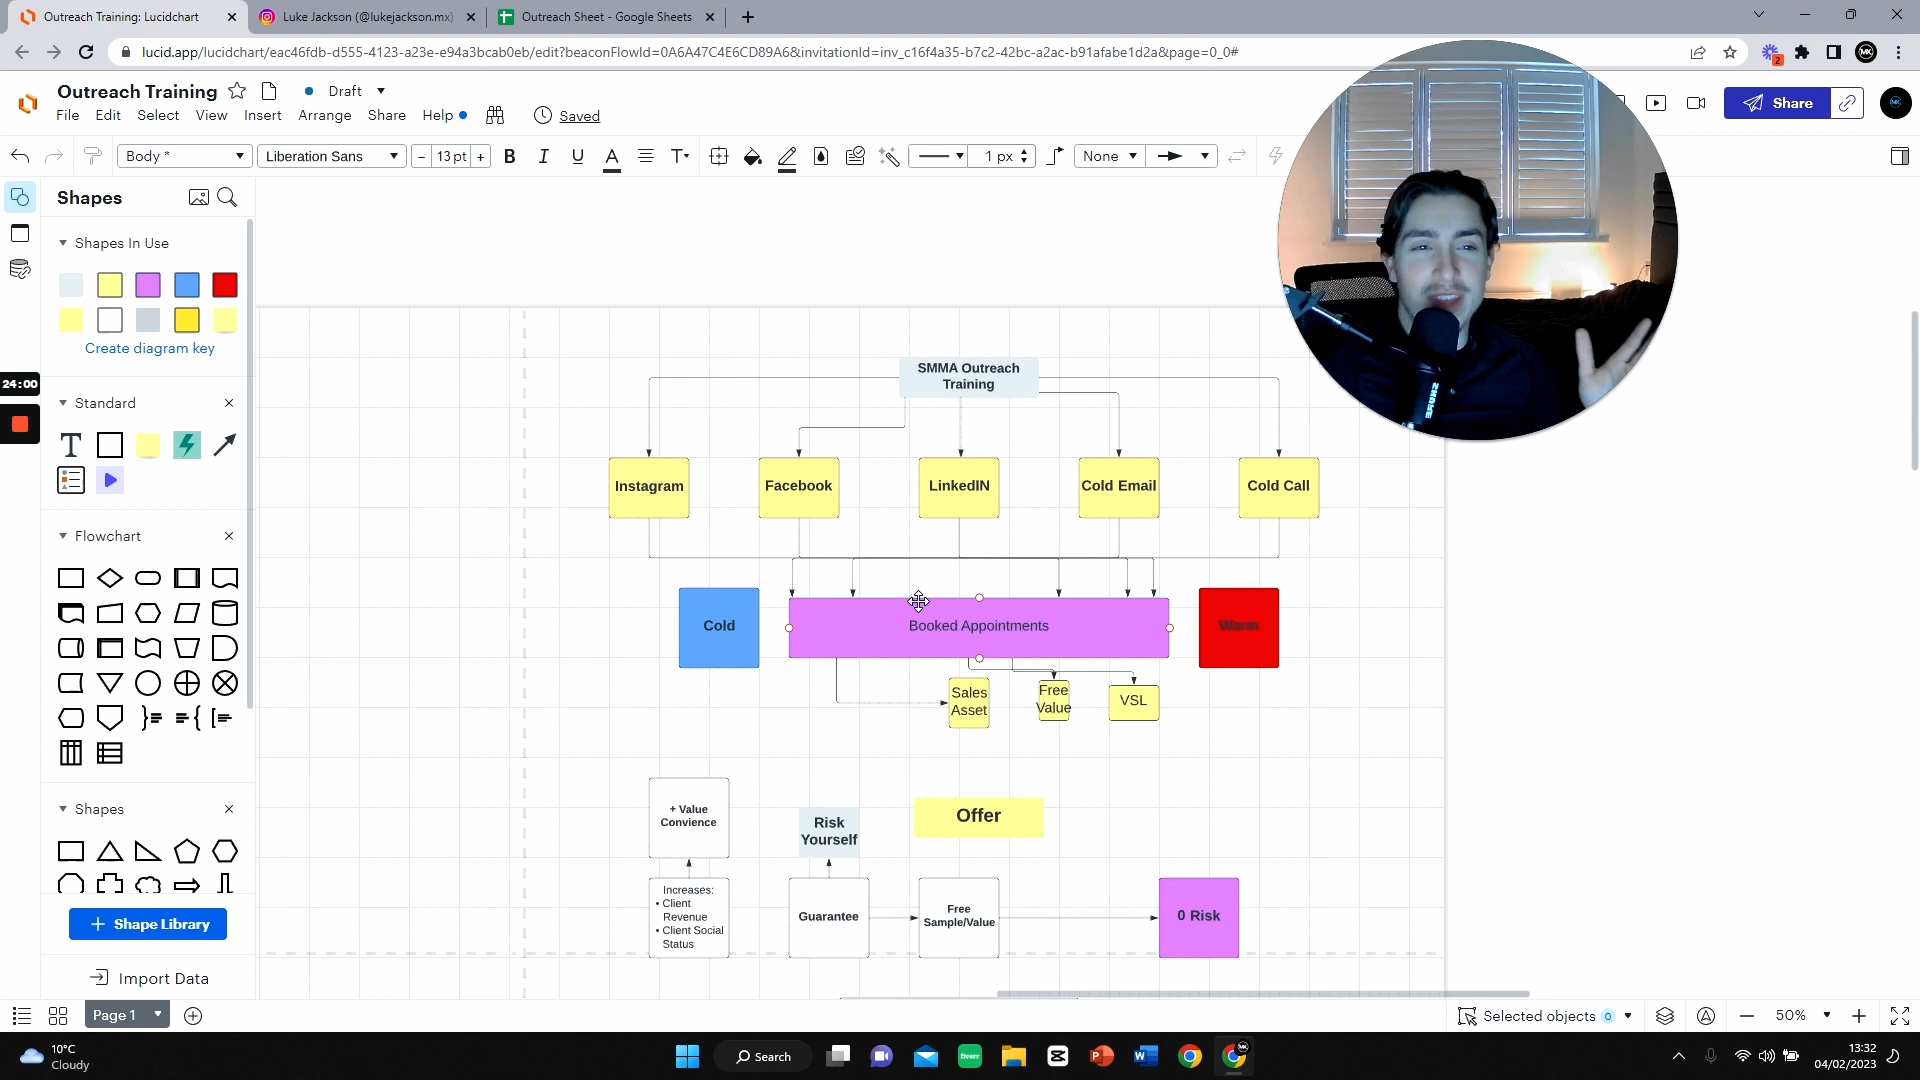 Outreach Training: Lucidchart
Luke Jackson (@lukejackson.mx)
Outreach Sheet - Google Sheets
lucid.app/lucidchart/eac46fdb-d555-4123-a23e-e94a3bcab0eb/edit?beaconFlowId=0A6A47C4E6CD89A6&invitationId=inv_c16f4a35-b7c2-42bc-a2ac-b91afabe1d2a&page=0_0#
2
MK
Outreach Training
Draft
File
Edit
Select
View
Insert
Arrange
Share
Help
Saved
Share
Body *
Liberation Sans
13 pt
B
I
U
A
T
1 px
None
Shapes
Shapes In Use
Create diagram key
24:00
Standard
T
Flowchart
Shapes
+ Shape Library
Import Data
SMMA Outreach
Training
Instagram
Facebook
LinkedIN
Cold Email
Cold Call
Cold
Booked Appointments
Warm
Sales
Asset
Free
Value
VSL
+ Value
Convience
Risk
Yourself
Offer
Increases:
• Client
Revenue
• Client Social
Status
Guarantee
Free
Sample/Value
0 Risk
SHURE
Page 1
Selected objects
0
50%
10°C
Cloudy
Search
fiverr
MK
13:32
04/02/2023